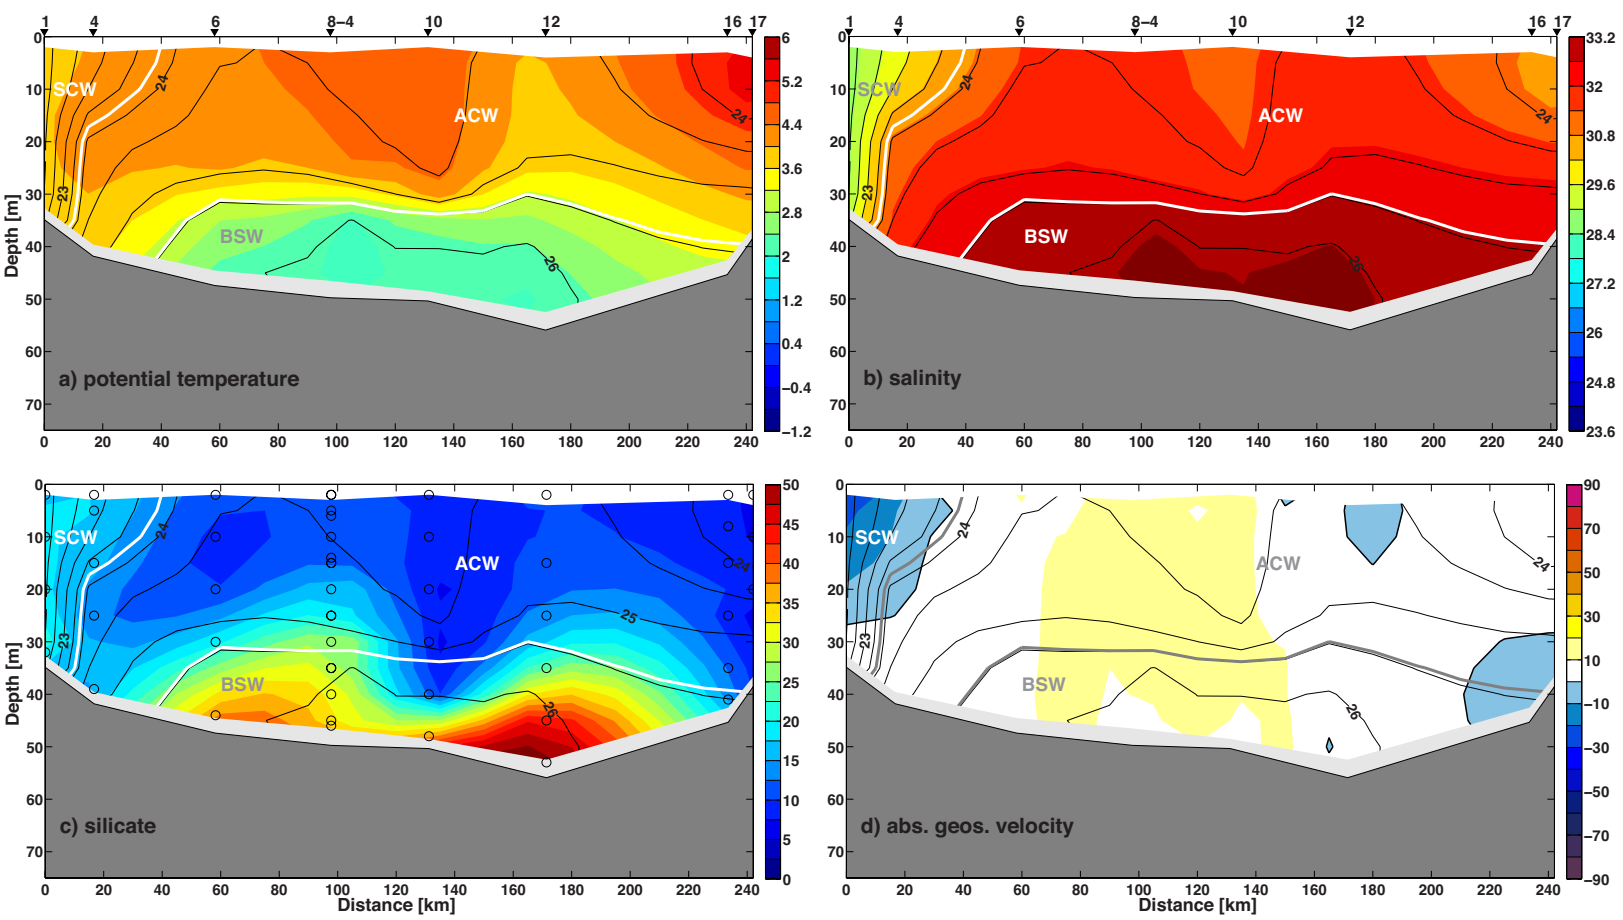 1 4 6 8–4 10 12 16 17
1 4 6 8–4 10 12 16 17
0 10 20 30 40 50 60 70
Depth [m]
SCW
24
23
ACW
24
BSW
26
a) potential temperature
0 20 40 60 80 100 120 140 160 180 200 220 240
6 5.2 4.4 3.6 2.8 2 1.2 0.4 −0.4 −1.2
0 10 20 30 40 50 60 70
SCW
24
23
ACW
24
BSW
26
b) salinity
0 20 40 60 80 100 120 140 160 180 200 220 240
33.2 32 30.8 29.6 28.4 27.2 26 24.8 23.6
0 10 20 30 40 50 60 70
Depth [m]
SCW
24
23
ACW
24
25
BSW
26
c) silicate
0 20 40 60 80 100 120 140 160 180 200 220 240
Distance [km]
50 45 40 35 30 25 20 15 10 5 0
0 10 20 30 40 50 60 70
SCW
24
23
ACW
24
BSW
26
d) abs. geos. velocity
0 20 40 60 80 100 120 140 160 180 200 220 240
Distance [km]
90 70 50 30 10 −10 −30 −50 −70 −90